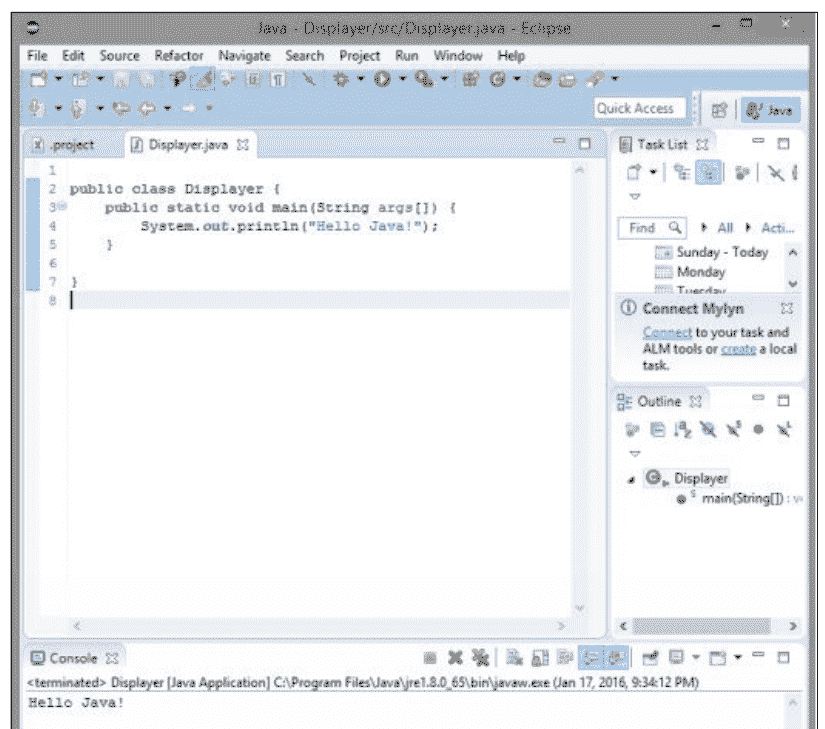 Java - Displayer/src/Displayer.java - Eclipse
File Edit Source Refactor Navigate Search Project Run Window Help
Quick Access
Java
.project
Displayer.java
1
2 public class Displayer {
3 public static void main(String args[]) {
4 System.out.println("Hello Java!");
5 }
6
7 }
8
Task List
Find All Acti...
Sunday - Today
Monday
Tuesday
Connect Mylyn
Connect to your task and
ALM tools or create a local
task.
Outline
Displayer
main(String[]) : v
Console
<terminated> Displayer [Java Application] C:\Program Files\Java\jre1.8.0_65\bin\javaw.exe (Jan 17, 2016, 9:34:12 PM)
Hello Java!